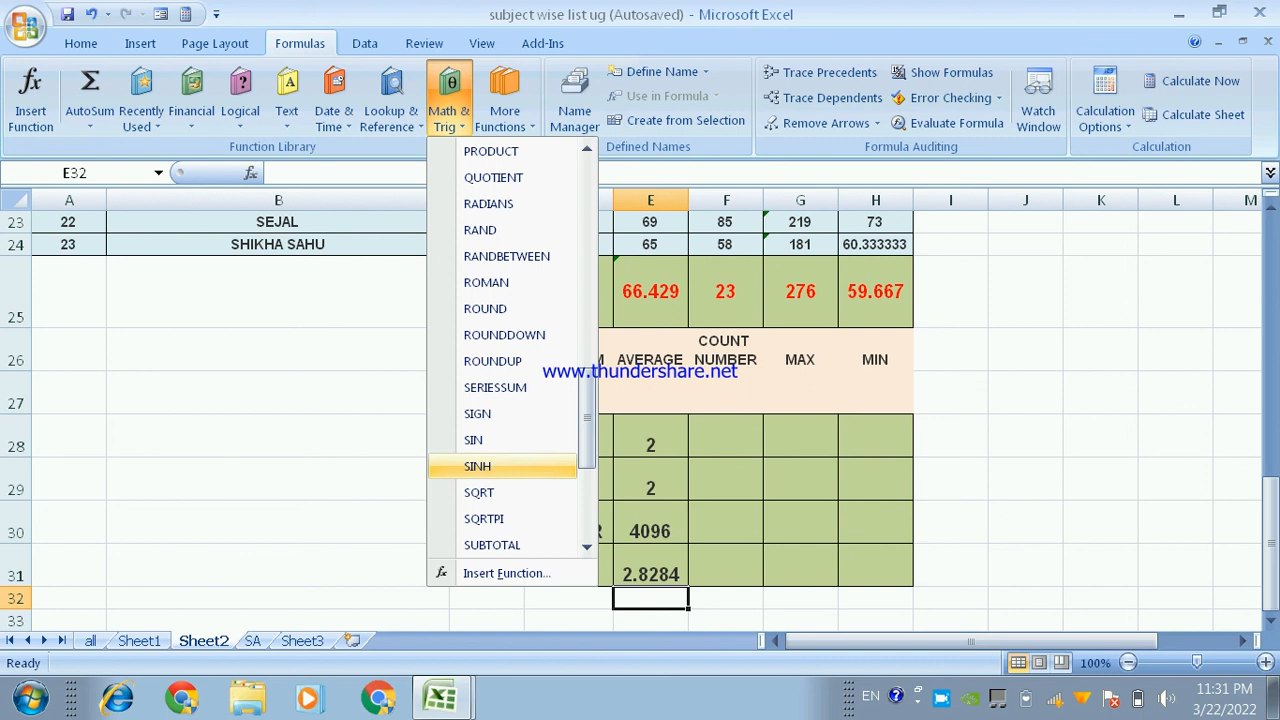 subject wise list ug (Autosaved) - Microsoft Excel
Home Insert Page Layout Formulas Data Review View Add-Ins
Insert Function
AutoSum
Recently Used
Financial
Logical
Text
Date & Time
Lookup & Reference
Math & Trig
More Functions
Function Library
Name Manager
Define Name
Use in Formula
Create from Selection
Defined Names
Trace Precedents
Trace Dependents
Remove Arrows
Show Formulas
Error Checking
Evaluate Formula
Watch Window
Formula Auditing
Calculation Options
Calculate Now
Calculate Sheet
Calculation
E32 fx
A B E F G H I J K L M
23 22 SEJAL 69 85 219 73
24 23 SHIKHA SAHU 65 58 181 60.333333
25 66.429 23 276 59.667
26 M AVERAGE COUNT NUMBER MAX MIN
27
28 2
29 2
30 R 4096
31 2.8284
32
33
PRODUCT
QUOTIENT
RADIANS
RAND
RANDBETWEEN
ROMAN
ROUND
ROUNDDOWN
ROUNDUP
SERIESSUM
SIGN
SIN
SINH
SQRT
SQRTPI
SUBTOTAL
fx Insert Function...
www.thundershare.net
all Sheet1 Sheet2 SA Sheet3
Ready 100%
EN 11:31 PM
3/22/2022